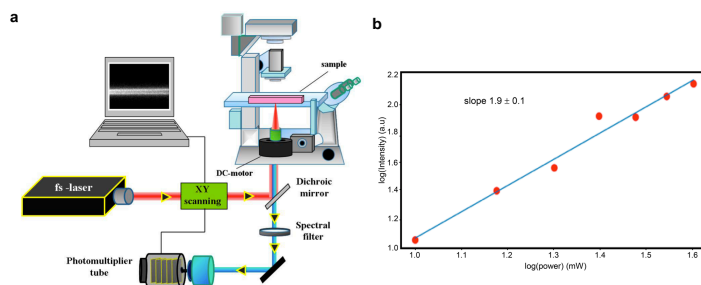 a
sample
DC-motor
fs -laser
XY
scanning
Dichroic
mirror
Spectral
filter
Photomultiplier
tube
b
slope 1.9 ± 0.1
log(Intensity) (a.u)
2.2
2.0
1.8
1.6
1.4
1.2
1.0
1.0 1.1 1.2 1.3 1.4 1.5 1.6
log(power) (mW)